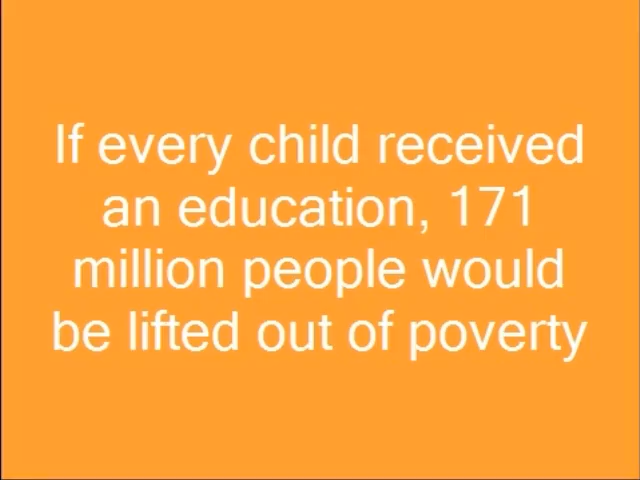 If every child received
an education, 171
million people would
be lifted out of poverty